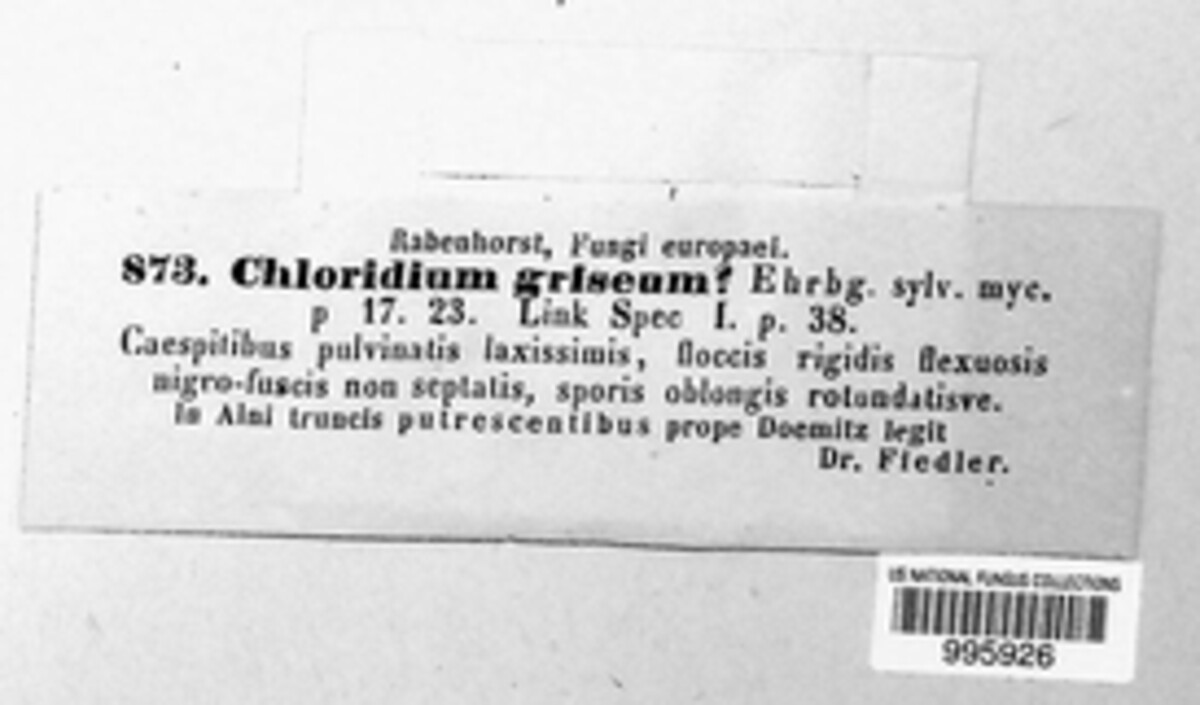 Rabenhorst, Fungi europaei.
873. Chloridium griseum? Ehrbg. sylv. myc.
p 17. 23. Link Spec I. p. 38.
Caespitibus pulvinatis laxissimis, floccis rigidis flexuosis
nigro-fuscis non septatis, sporis oblongis rotundatisve.
In Alni truncis putrescentibus prope Doemitz legit
Dr. Fiedler.
US NATIONAL FUNGUS COLLECTIONS
995926